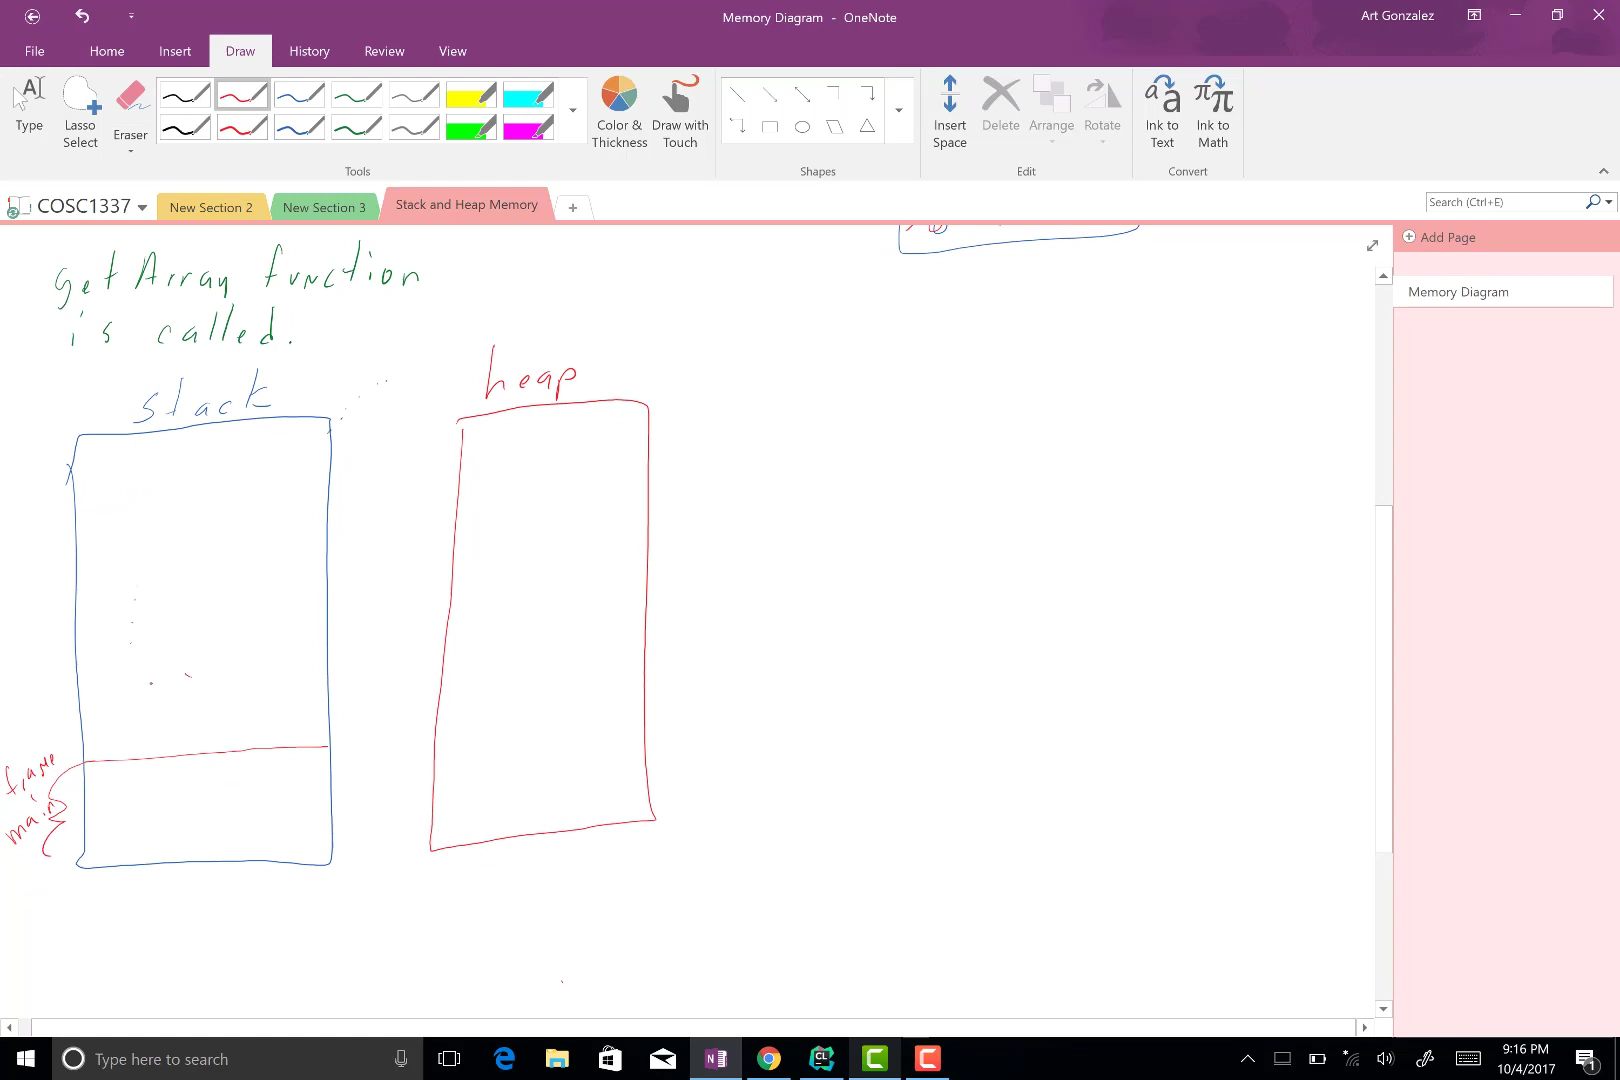 Memory Diagram - OneNote
Art Gonzalez
File
Home
Insert
Draw
History
Review
View
Type
Lasso Select
Eraser
Color & Thickness
Draw with Touch
Insert Space
Delete
Arrange
Rotate
Ink to Text
Ink to Math
Tools
Shapes
Edit
Convert
COSC1337
New Section 2
New Section 3
Stack and Heap Memory
Search (Ctrl+E)
Add Page
Memory Diagram
get Array function
is called.
stack
heap
frame
main
Type here to search
9:16 PM
10/4/2017